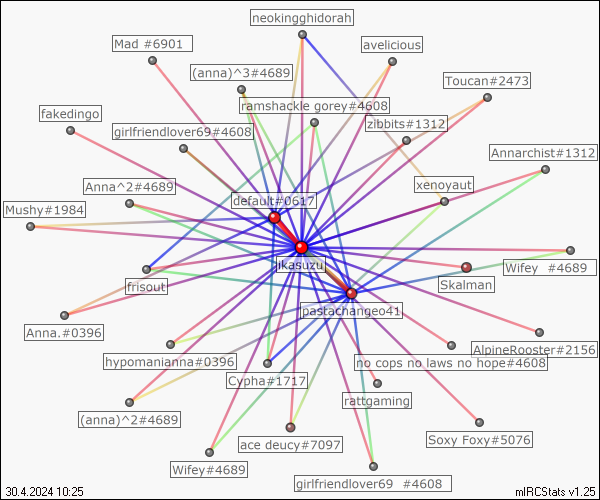 neokingghidorah
Mad #6901
avelicious
(anna)^3#4689
Toucan#2473
ramshackle gorey#4608
fakedingo
zibbits#1312
girlfriendlover69#4608
Annarchist#1312
Anna^2#4689
xenoyaut
default#0617
Mushy#1984
ikasuzu
Wifey #4689
frisout
Skalman
pastachangeo41
Anna.#0396
AlpineRooster#2156
hypomanianna#0396
no cops no laws no hope#4608
Cypha#1717
rattgaming
(anna)^2#4689
Soxy Foxy#5076
ace deucy#7097
Wifey#4689
girlfriendlover69 #4608
30.4.2024 10:25
mIRCStats v1.25